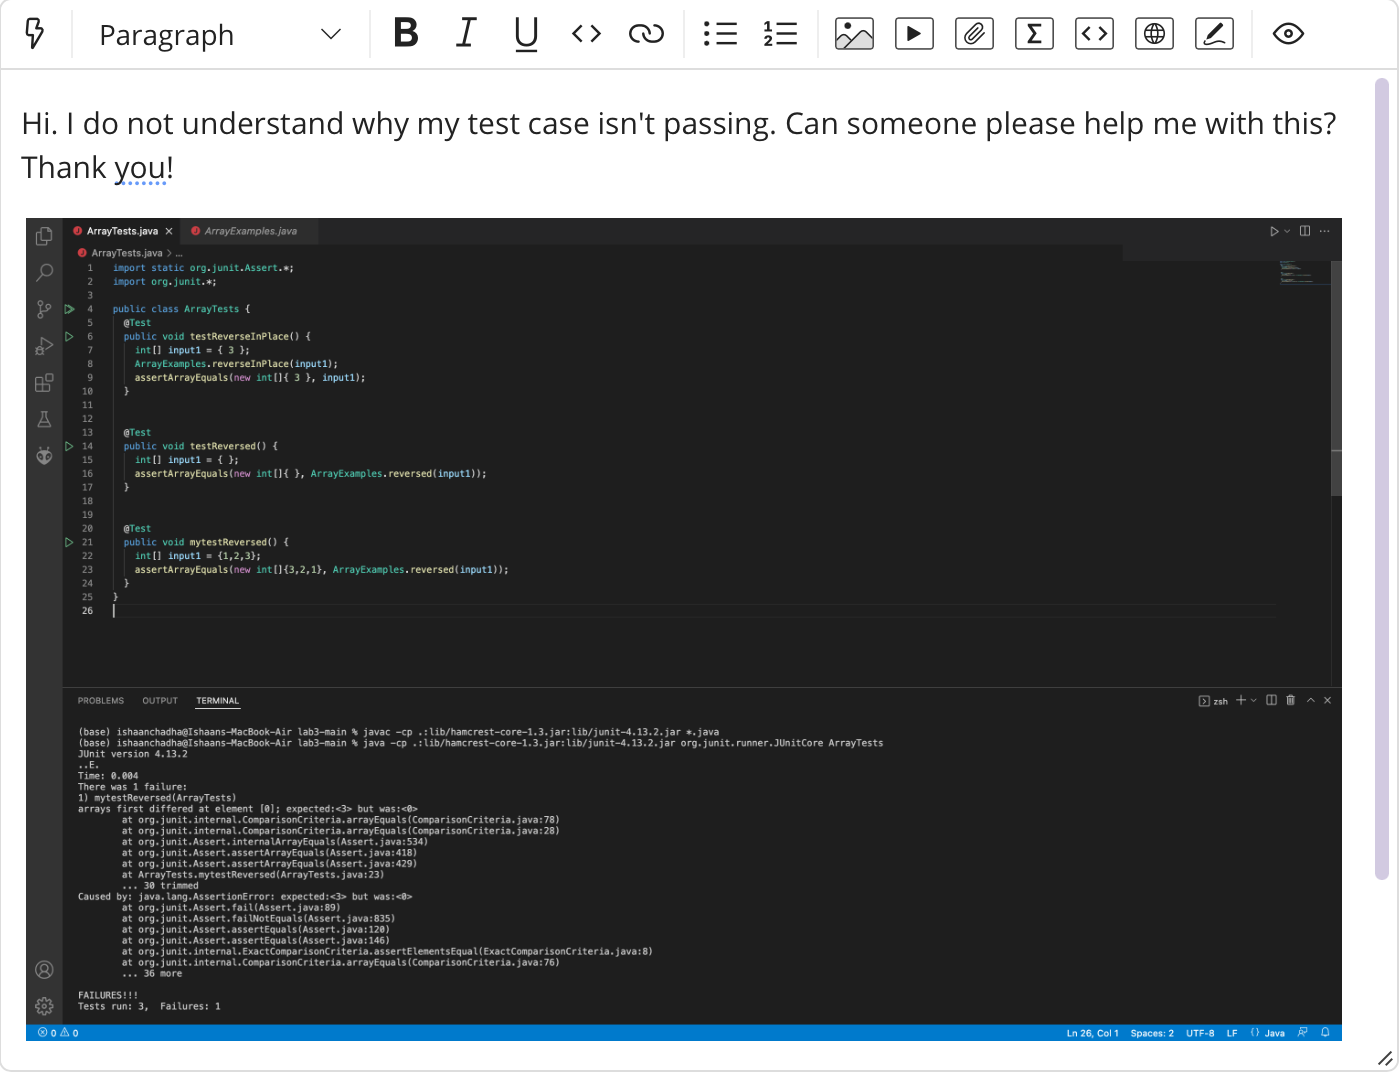 Paragraph
B I U
Hi. I do not understand why my test case isn't passing. Can someone please help me with this?
Thank you!
ArrayTests.java ArrayExamples.java
ArrayTests.java > ...
1 import static org.junit.Assert.*;
2 import org.junit.*;
3
4 public class ArrayTests {
5 @Test
6 public void testReverseInPlace() {
7 int[] input1 = { 3 };
8 ArrayExamples.reverseInPlace(input1);
9 assertArrayEquals(new int[]{ 3 }, input1);
10 }
11
12
13 @Test
14 public void testReversed() {
15 int[] input1 = { };
16 assertArrayEquals(new int[]{ }, ArrayExamples.reversed(input1));
17 }
18
19
20 @Test
21 public void mytestReversed() {
22 int[] input1 = {1,2,3};
23 assertArrayEquals(new int[]{3,2,1}, ArrayExamples.reversed(input1));
24 }
25 }
26
PROBLEMS OUTPUT TERMINAL zsh
(base) ishaanchadha@Ishaans-MacBook-Air lab3-main % javac -cp .:lib/hamcrest-core-1.3.jar:lib/junit-4.13.2.jar *.java
(base) ishaanchadha@Ishaans-MacBook-Air lab3-main % java -cp .:lib/hamcrest-core-1.3.jar:lib/junit-4.13.2.jar org.junit.runner.JUnitCore ArrayTests
JUnit version 4.13.2
..E.
Time: 0.004
There was 1 failure:
1) mytestReversed(ArrayTests)
arrays first differed at element [0]; expected:<3> but was:<0>
at org.junit.internal.ComparisonCriteria.arrayEquals(ComparisonCriteria.java:78)
at org.junit.internal.ComparisonCriteria.arrayEquals(ComparisonCriteria.java:28)
at org.junit.Assert.internalArrayEquals(Assert.java:534)
at org.junit.Assert.assertArrayEquals(Assert.java:418)
at org.junit.Assert.assertArrayEquals(Assert.java:429)
at ArrayTests.mytestReversed(ArrayTests.java:23)
... 30 trimmed
Caused by: java.lang.AssertionError: expected:<3> but was:<0>
at org.junit.Assert.fail(Assert.java:89)
at org.junit.Assert.failNotEquals(Assert.java:835)
at org.junit.Assert.assertEquals(Assert.java:120)
at org.junit.Assert.assertEquals(Assert.java:146)
at org.junit.internal.ExactComparisonCriteria.assertElementsEqual(ExactComparisonCriteria.java:8)
at org.junit.internal.ComparisonCriteria.arrayEquals(ComparisonCriteria.java:76)
... 36 more
FAILURES!!!
Tests run: 3,  Failures: 1
0 0 Ln 26, Col 1 Spaces: 2 UTF-8 LF {} Java